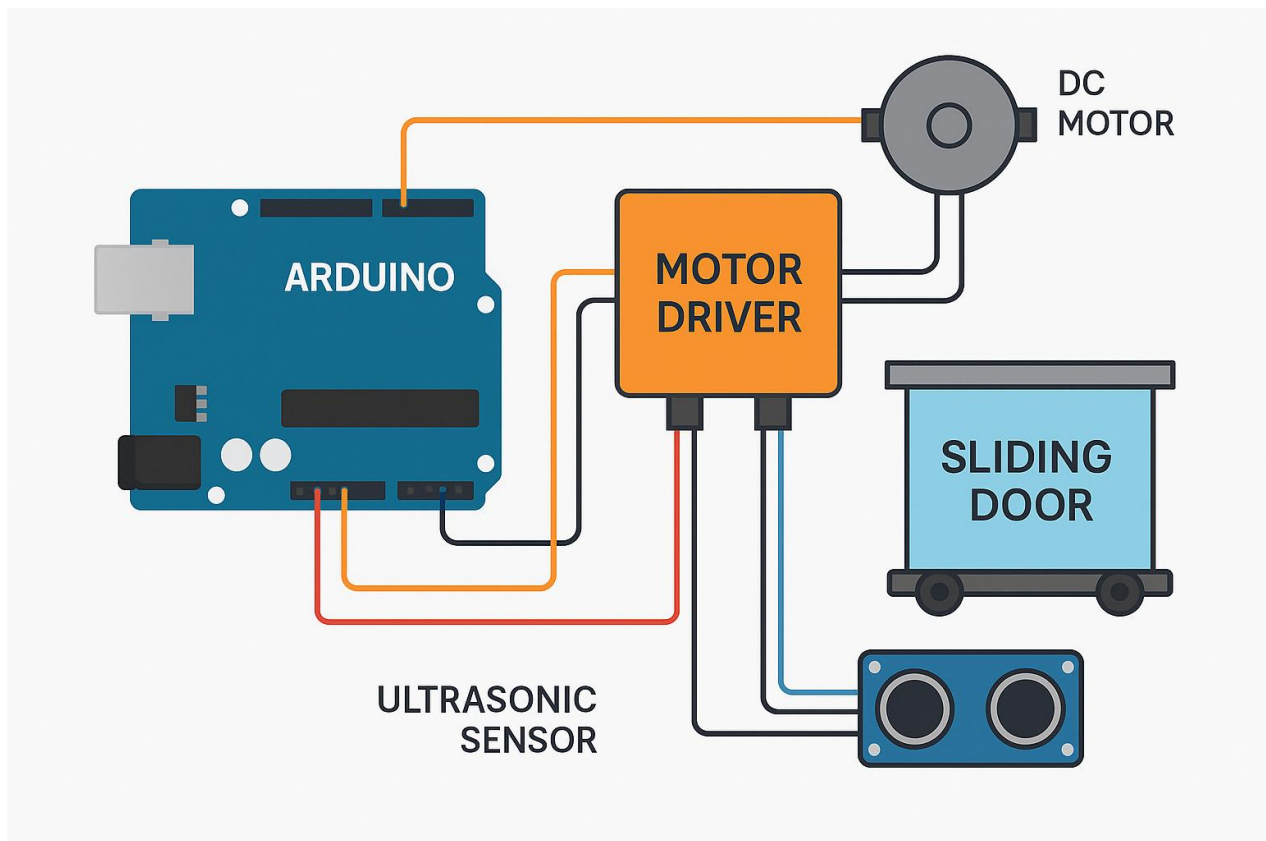 DC
MOTOR
ARDUINO
MOTOR
DRIVER
SLIDING
DOOR
ULTRASONIC
SENSOR